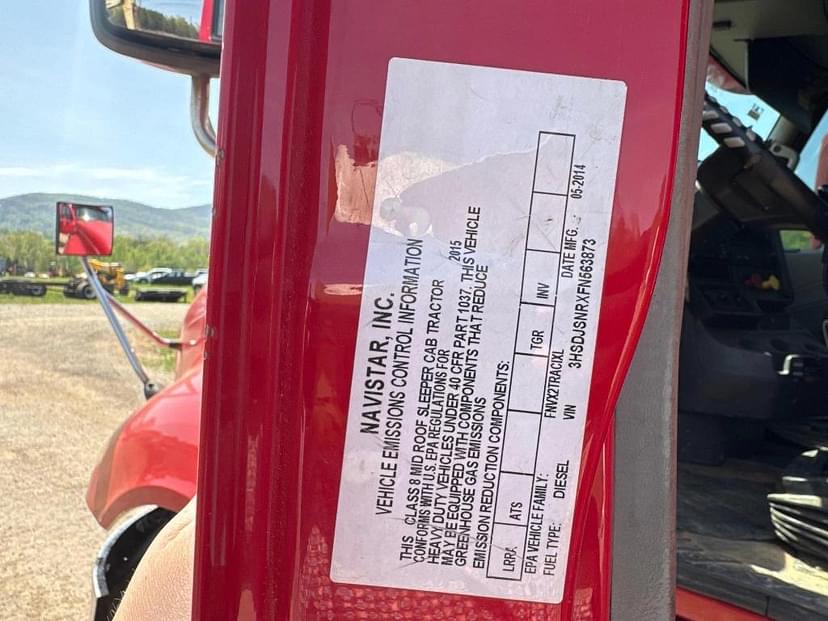 NAVISTAR, INC.
VEHICLE EMISSIONS CONTROL INFORMATION
THIS CLASS 8 MID ROOF SLEEPER CAB TRACTOR
CONFORMS WITH U.S. EPA REGULATIONS FOR 2015
HEAVY DUTY VEHICLES UNDER 40 CFR PART 1037. THIS VEHICLE
MAY BE EQUIPPED WITH COMPONENTS THAT REDUCE
GREENHOUSE GAS EMISSIONS
EMISSION REDUCTION COMPONENTS:
LRRA ATS TGR INV
EPA VEHICLE FAMILY: FNVX2TRACIXL DATE MFG. : 05-2014
FUEL TYPE: DIESEL VIN 3HSDJSNRXFN663873